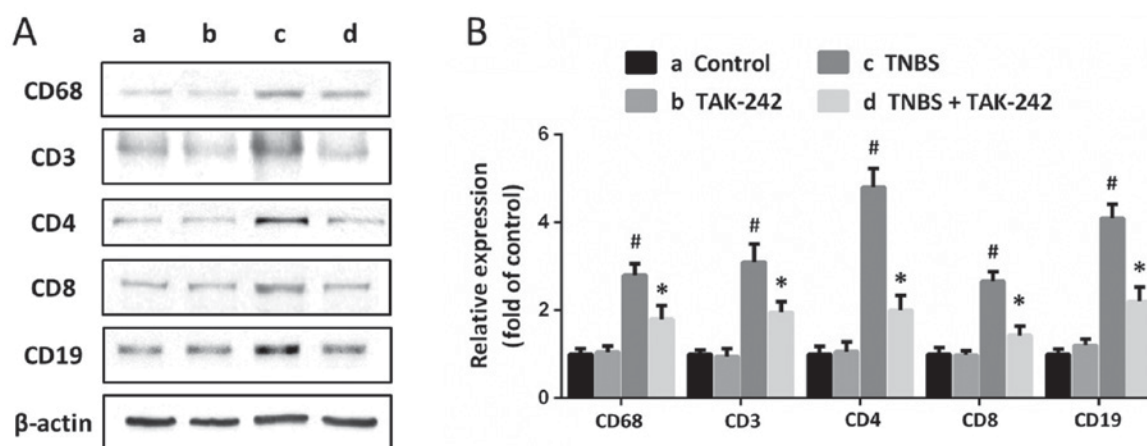 A
a b c d
CD68
CD3
CD4
CD8
CD19
β-actin
B
a Control
c TNBS
b TAK-242
d TNBS + TAK-242
Relative expression
(fold of control)
6
4
2
0
# # # # #
* * * * *
CD68 CD3 CD4 CD8 CD19